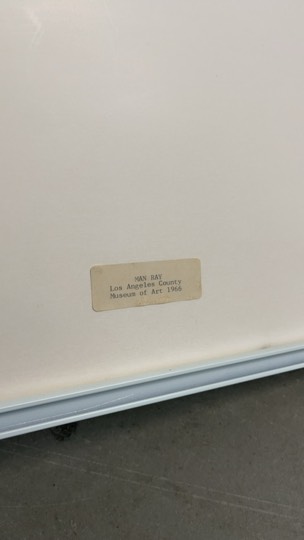 MAN RAY
Los Angeles County
Museum of Art 1966